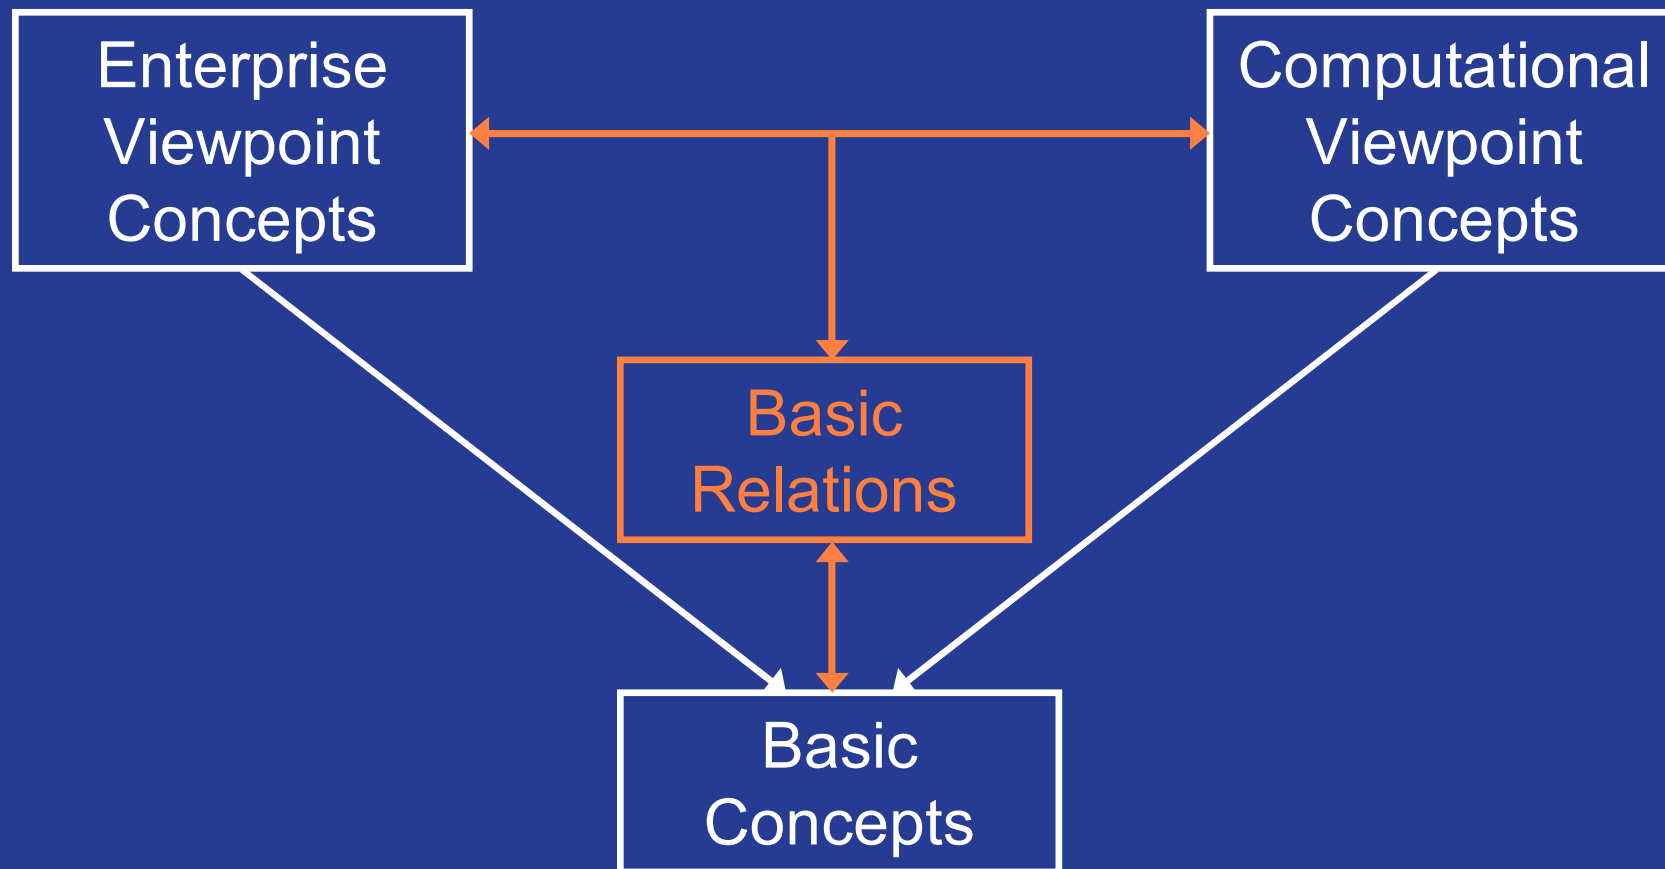 Enterprise
Viewpoint
Concepts
Computational
Viewpoint
Concepts
Basic
Relations
Basic
Concepts